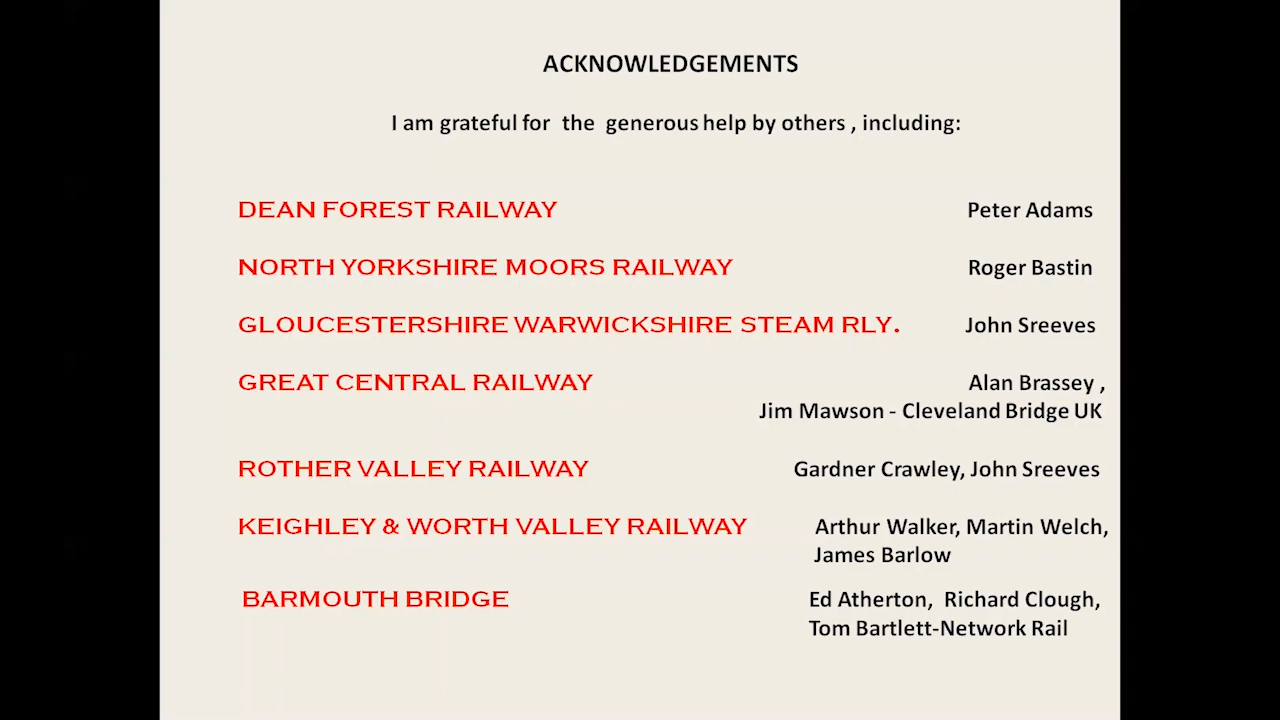 ACKNOWLEDGEMENTS
I am grateful for the generous help by others , including:
DEAN FOREST RAILWAY Peter Adams
NORTH YORKSHIRE MOORS RAILWAY Roger Bastin
GLOUCESTERSHIRE WARWICKSHIRE STEAM RLY. John Sreeves
GREAT CENTRAL RAILWAY Alan Brassey ,
Jim Mawson - Cleveland Bridge UK
ROTHER VALLEY RAILWAY Gardner Crawley, John Sreeves
KEIGHLEY & WORTH VALLEY RAILWAY Arthur Walker, Martin Welch,
James Barlow
BARMOUTH BRIDGE Ed Atherton, Richard Clough,
Tom Bartlett-Network Rail